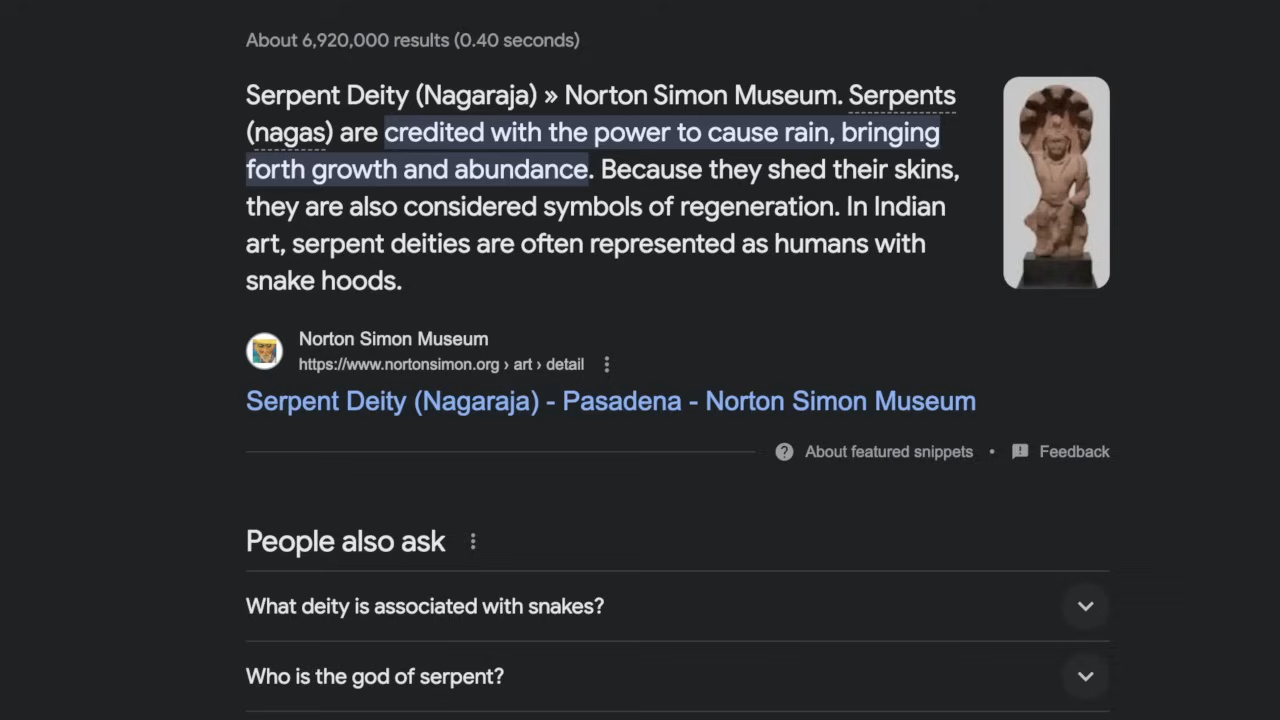 About 6,920,000 results (0.40 seconds)
Serpent Deity (Nagaraja) » Norton Simon Museum. Serpents
(nagas) are credited with the power to cause rain, bringing
forth growth and abundance. Because they shed their skins,
they are also considered symbols of regeneration. In Indian
art, serpent deities are often represented as humans with
snake hoods.
Norton Simon Museum
https://www.nortonsimon.org › art › detail
Serpent Deity (Nagaraja) - Pasadena - Norton Simon Museum
About featured snippets • Feedback
People also ask
What deity is associated with snakes?
Who is the god of serpent?